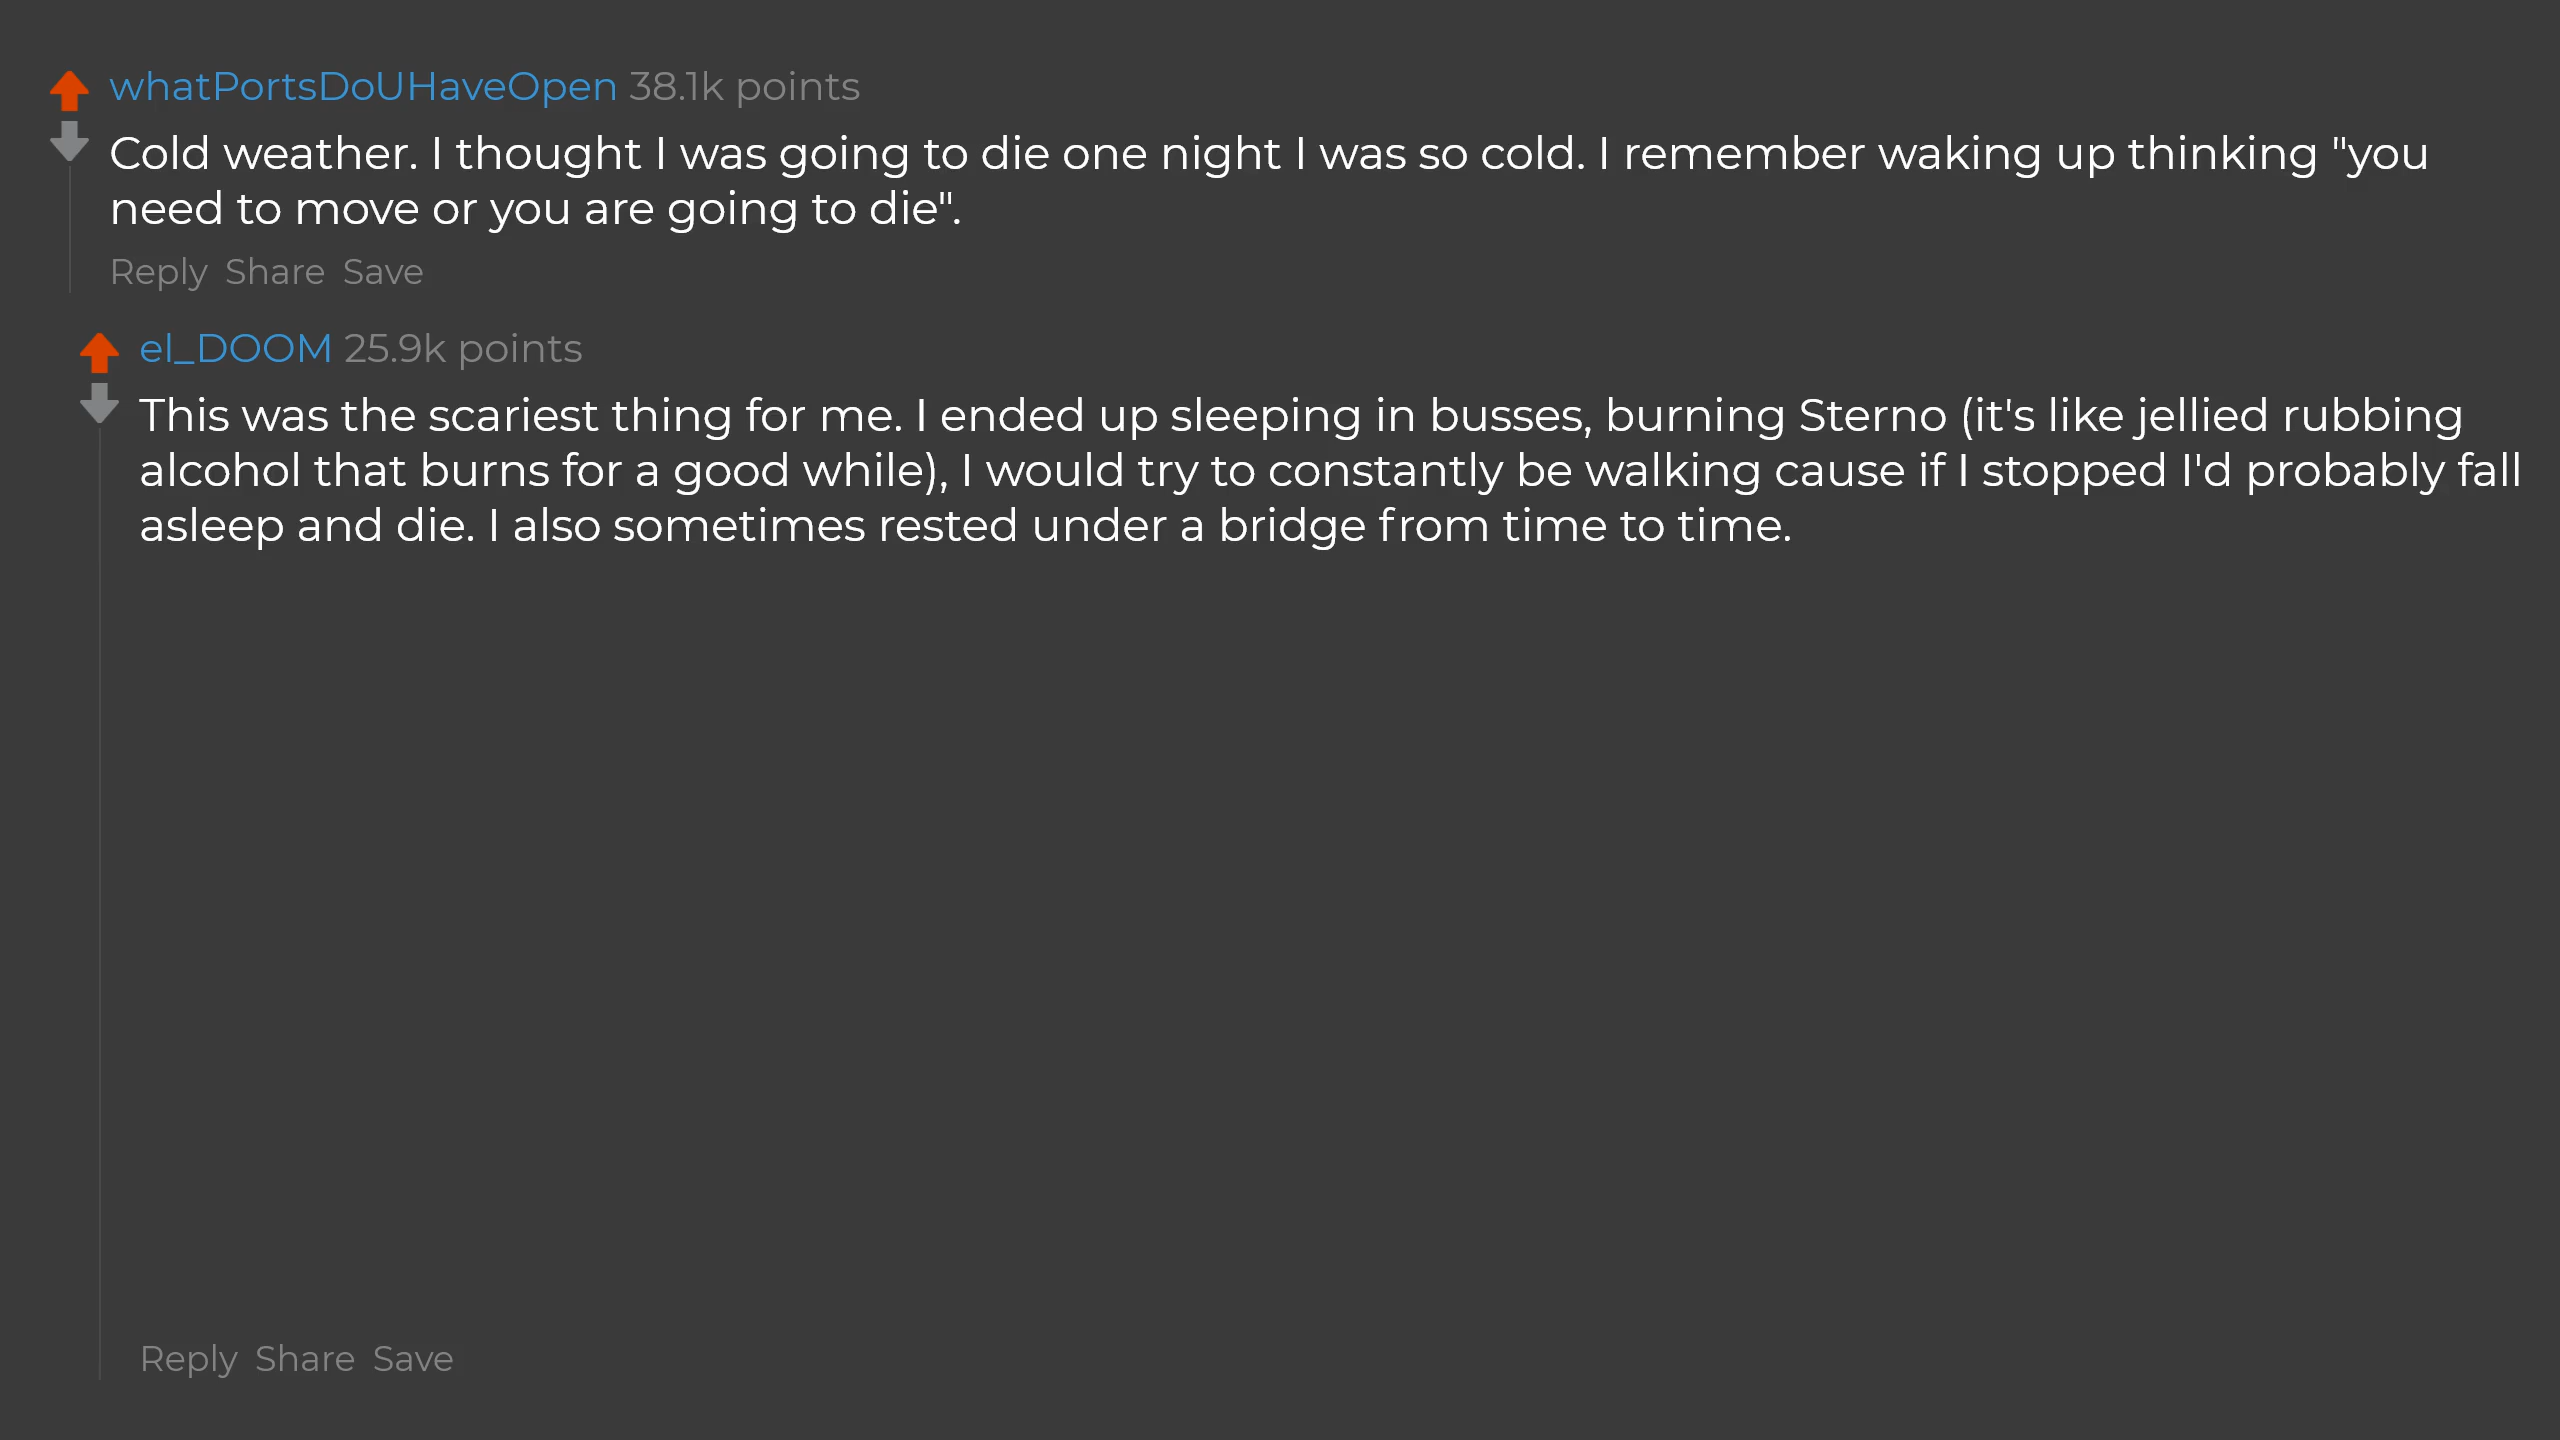 whatPortsDoUHaveOpen 38.1k points
Cold weather. I thought I was going to die one night I was so cold. I remember waking up thinking "you
need to move or you are going to die".
Reply Share Save
el_DOOM 25.9k points
This was the scariest thing for me. I ended up sleeping in busses, burning Sterno (it's like jellied rubbing
alcohol that burns for a good while), I would try to constantly be walking cause if I stopped I'd probably fall
asleep and die. I also sometimes rested under a bridge from time to time.
Reply Share Save